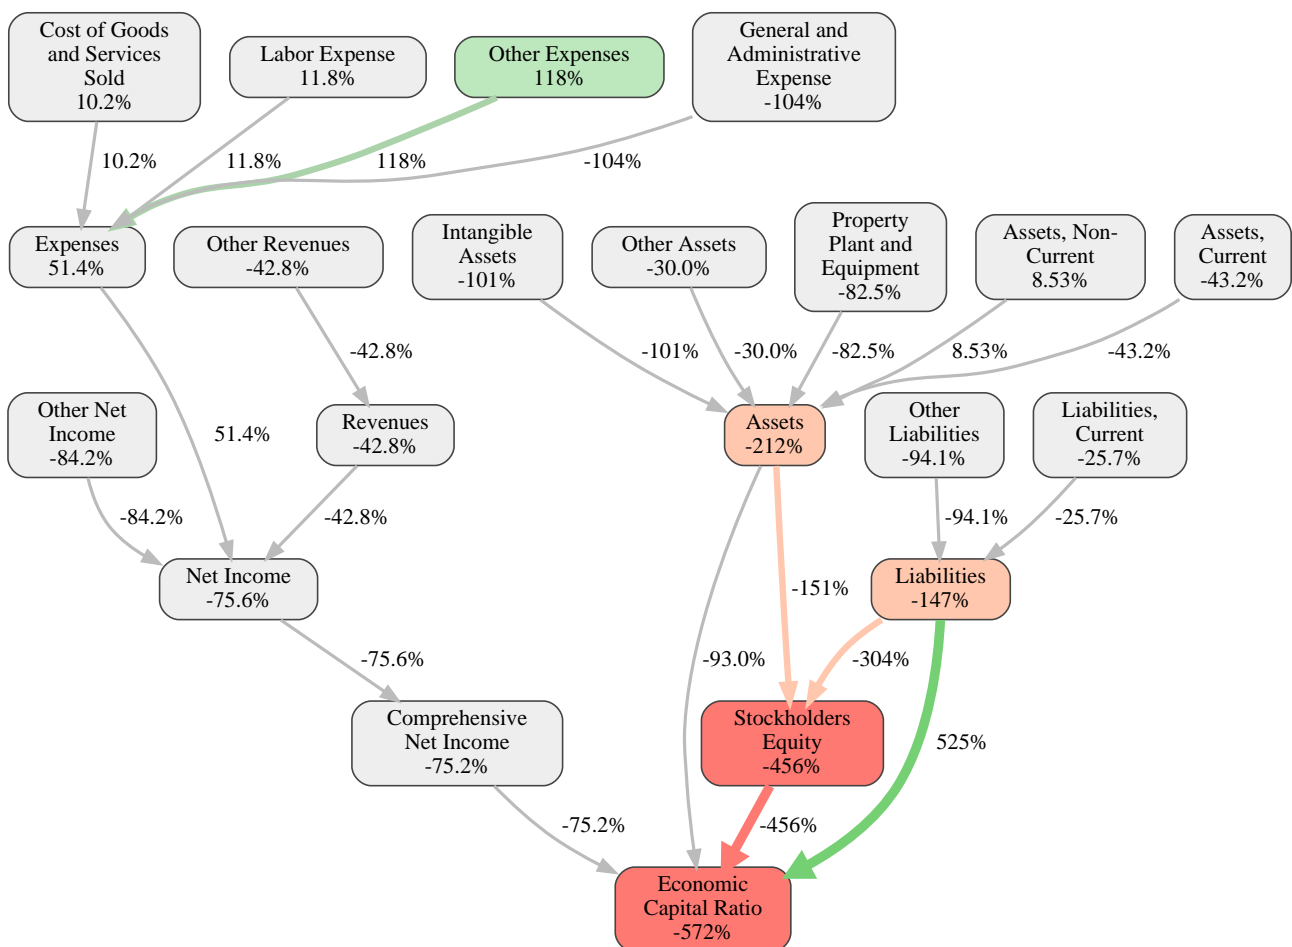 Cost of Goods
and Services
Sold
10.2%
Labor Expense
11.8%
Other Expenses
118%
General and
Administrative
Expense
-104%
10.2%
11.8%
118%
-104%
Expenses
51.4%
Other Revenues
-42.8%
Intangible
Assets
-101%
Other Assets
-30.0%
Property
Plant and
Equipment
-82.5%
Assets, Non-
Current
8.53%
Assets,
Current
-43.2%
-42.8%
-101%
-30.0%
-82.5%
8.53%
-43.2%
Other Net
Income
-84.2%
51.4%
Revenues
-42.8%
Assets
-212%
Other
Liabilities
-94.1%
Liabilities,
Current
-25.7%
-84.2%
-42.8%
-94.1%
-25.7%
Net Income
-75.6%
-151%
Liabilities
-147%
-75.6%
-93.0%
-304%
Comprehensive
Net Income
-75.2%
Stockholders
Equity
-456%
525%
-75.2%
-456%
Economic
Capital Ratio
-572%